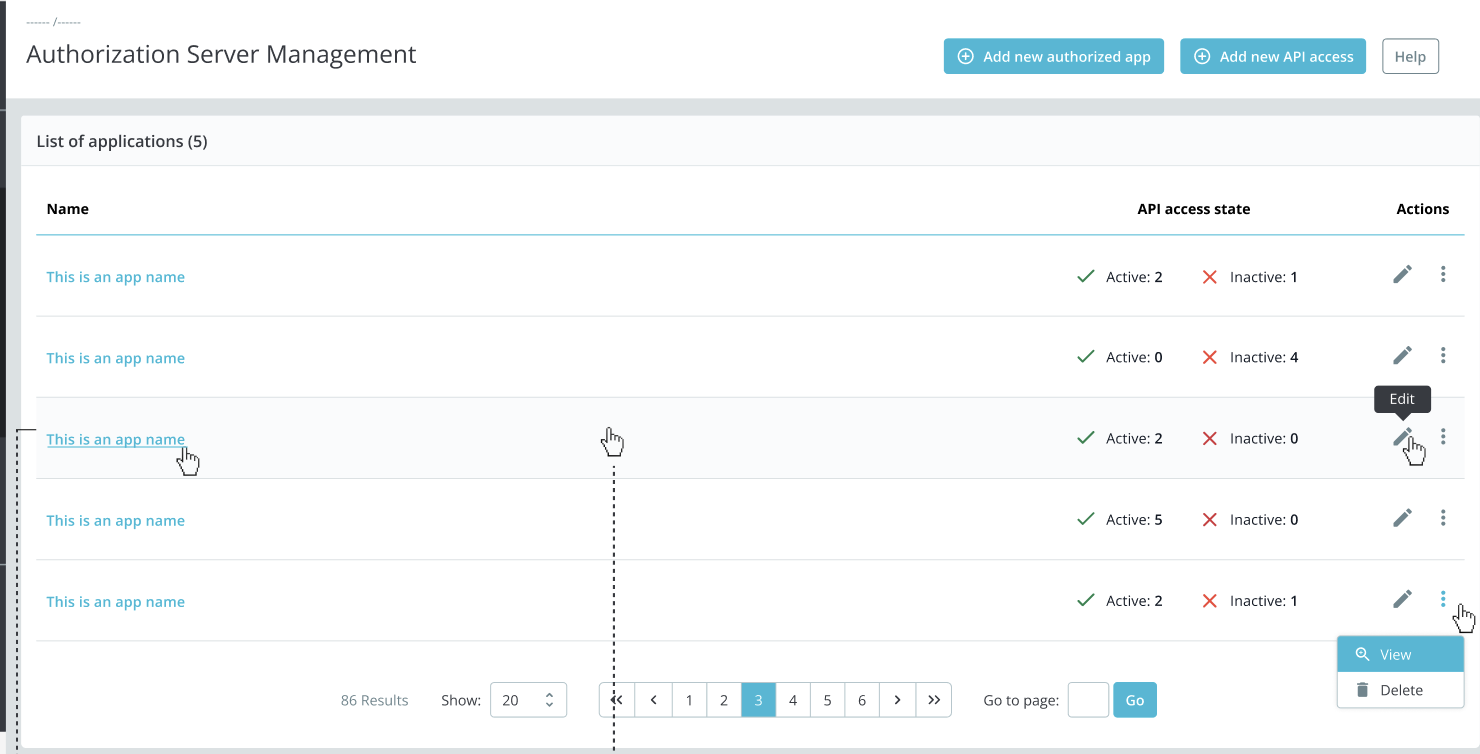 ------ /------
Authorization Server Management
Add new authorized app Add new API access Help
List of applications (5)
Name API access state Actions
This is an app name Active: 2 Inactive: 1
This is an app name Active: 0 Inactive: 4
Edit
This is an app name Active: 2 Inactive: 0
This is an app name Active: 5 Inactive: 0
This is an app name Active: 2 Inactive: 1
View
Delete
86 Results Show: 20 « ‹ 1 2 3 4 5 6 › » Go to page: Go